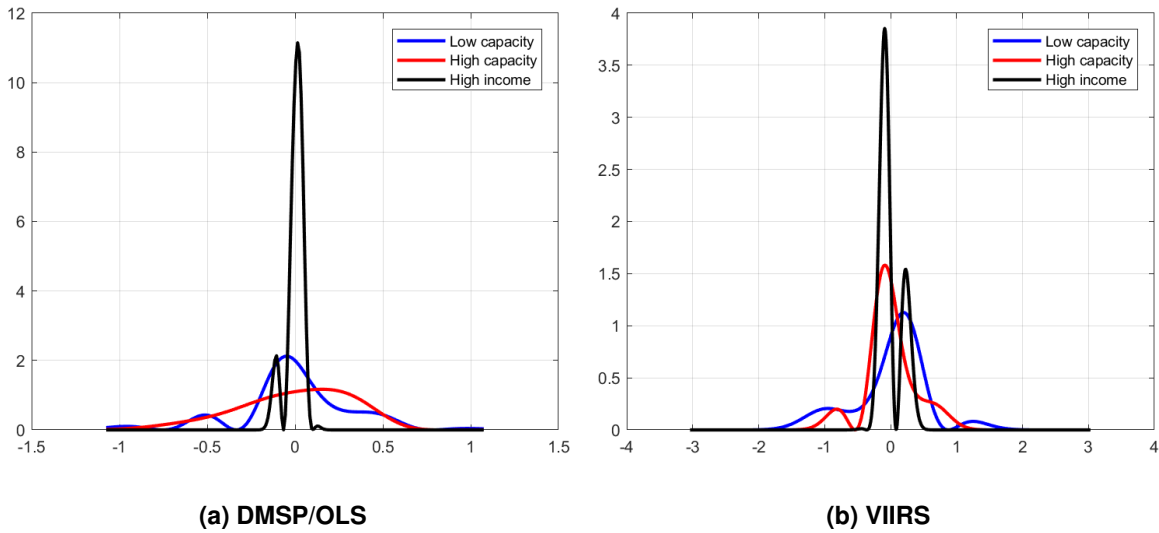 12
10
8
6
4
2
0
-1.5 -1 -0.5 0 0.5 1 1.5
Low capacity
High capacity
High income
(a) DMSP/OLS
4
3.5
3
2.5
2
1.5
1
0.5
0
-4 -3 -2 -1 0 1 2 3 4
Low capacity
High capacity
High income
(b) VIIRS